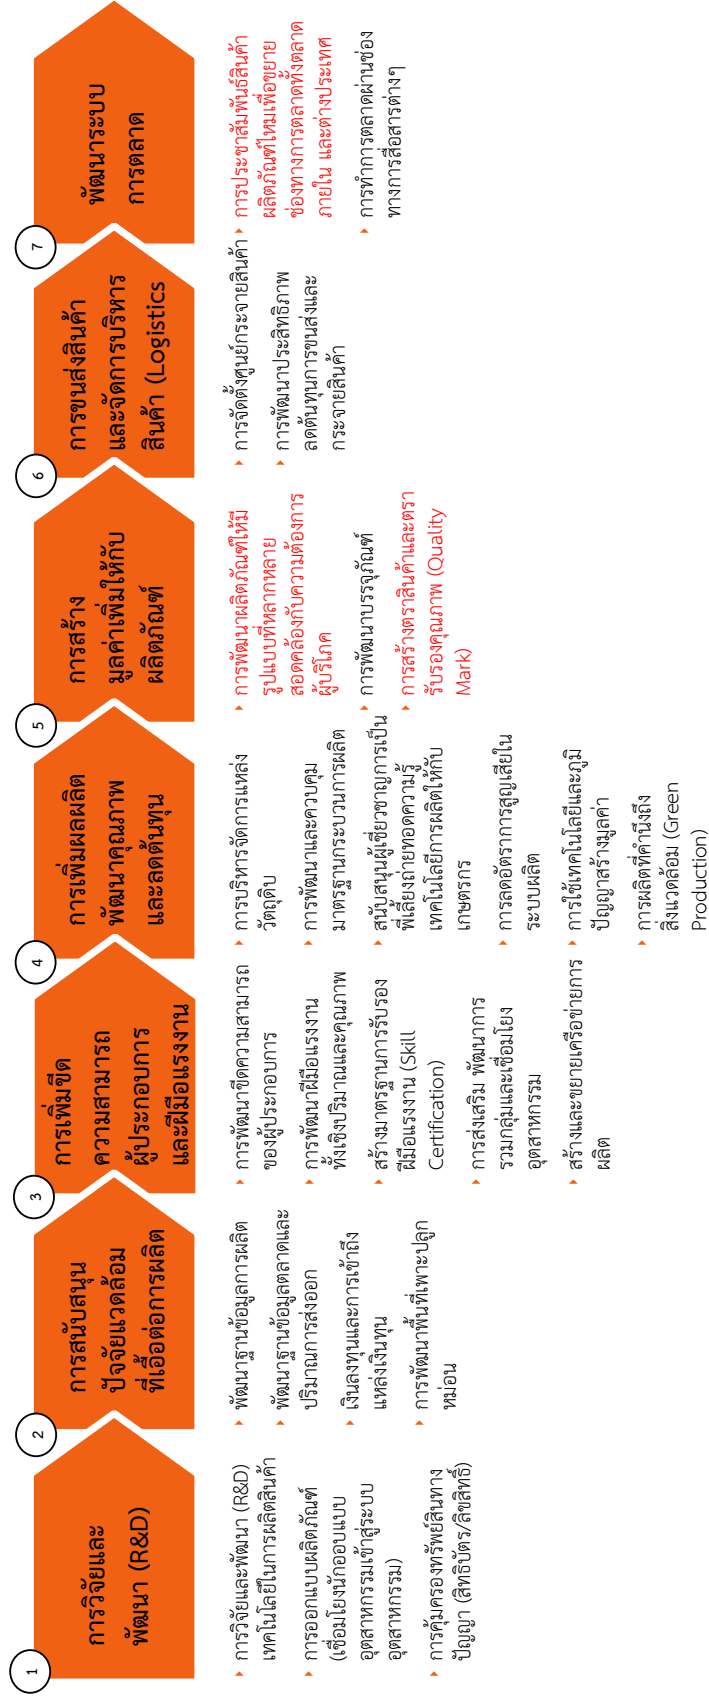 1
การวิจัยและ
พัฒนา (R&D)
การวิจัยและพัฒนา (R&D)
เทคโนโลยีในการผลิตสินค้า
การออกแบบผลิตภัณฑ์
(เชื่อมโยงนักออกแบบ
อุตสาหกรรมเข้าสู่ระบบ
อุตสาหกรรม)
การคุ้มครองทรัพย์สินทาง
ปัญญา (สิทธิบัตร/ลิขสิทธิ์)
2
การสนับสนุน
ปัจจัยแวดล้อม
ที่เอื้อต่อการผลิต
พัฒนาฐานข้อมูลการผลิต
พัฒนาฐานข้อมูลตลาดและ
ปริมาณการส่งออก
เงินลงทุนและการเข้าถึง
แหล่งเงินทุน
การพัฒนาพื้นที่เพาะปลูก
หม่อน
3
การเพิ่มขีด
ความสามารถ
ผู้ประกอบการ
และฝีมือแรงงาน
การพัฒนาขีดความสามารถ
ของผู้ประกอบการ
การพัฒนาฝีมือแรงงาน
ทั้งเชิงปริมาณและคุณภาพ
สร้างมาตรฐานการรับรอง
ฝีมือแรงงาน (Skill
Certification)
การส่งเสริม พัฒนาการ
รวมกลุ่มและเชื่อมโยง
อุตสาหกรรม
สร้างและขยายเครือข่ายการ
ผลิต
4
การเพิ่มผลผลิต
พัฒนาคุณภาพ
และลดต้นทุน
การบริหารจัดการแหล่ง
วัตถุดิบ
การพัฒนาและควบคุม
มาตรฐานกระบวนการผลิต
สนับสนุนผู้เชี่ยวชาญการเป็น
พี่เลี้ยงถ่ายทอดความรู้
เทคโนโลยีการผลิตให้กับ
เกษตรกร
การลดอัตราการสูญเสียใน
ระบบผลิต
การใช้เทคโนโลยีและภูมิ
ปัญญาสร้างมูลค่า
การผลิตที่คำนึงถึง
สิ่งแวดล้อม (Green
Production)
5
การสร้าง
มูลค่าเพิ่มให้กับ
ผลิตภัณฑ์
การพัฒนาผลิตภัณฑ์ให้มี
รูปแบบที่หลากหลาย
สอดคล้องกับความต้องการ
ผู้บริโภค
การพัฒนาบรรจุภัณฑ์
การสร้างตราสินค้าและตรา
รับรองคุณภาพ (Quality
Mark)
6
การขนส่งสินค้า
และจัดการบริหาร
สินค้า (Logistics
การจัดตั้งศูนย์กระจายสินค้า
การพัฒนาประสิทธิภาพ
ลดต้นทุนการขนส่งและ
กระจายสินค้า
7
พัฒนาระบบ
การตลาด
การประชาสัมพันธ์สินค้า
ผลิตภัณฑ์ไหมเพื่อขยาย
ช่องทางการตลาดทั้งตลาด
ภายใน และต่างประเทศ
การทำการตลาดผ่านช่อง
ทางการสื่อสารต่างๆ